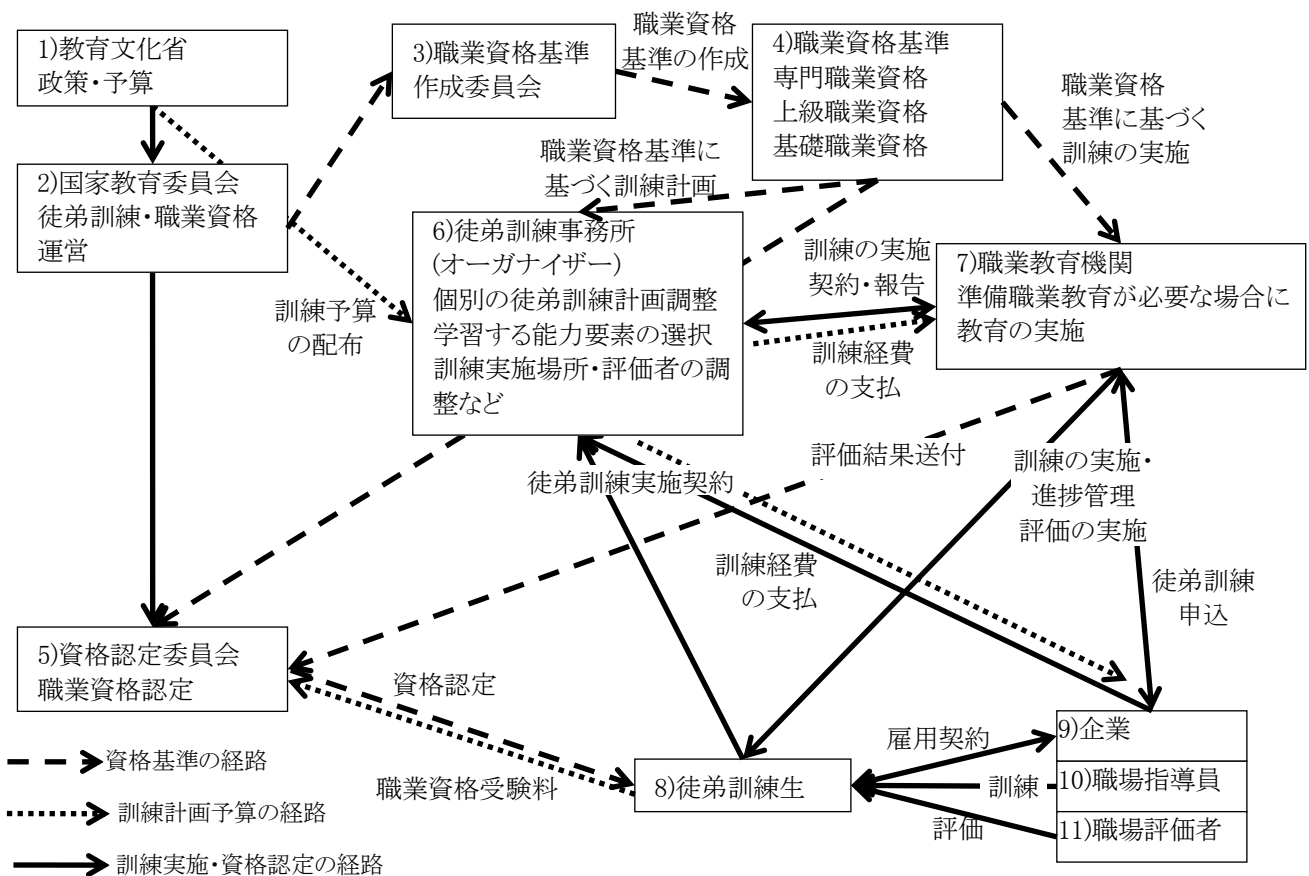 1)教育文化省
政策・予算
2)国家教育委員会
徒弟訓練・職業資格
運営
3)職業資格基準
作成委員会
職業資格
基準の作成
4)職業資格基準
専門職業資格
上級職業資格
基礎職業資格
職業資格
基準に基づく
訓練の実施
職業資格基準に
基づく訓練計画
訓練予算
の配布
6)徒弟訓練事務所
(オーガナイザー)
個別の徒弟訓練計画調整
学習する能力要素の選択
訓練実施場所・評価者の調
整など
訓練の実施
契約・報告
訓練経費
の支払
7)職業教育機関
準備職業教育が必要な場合に
教育の実施
徒弟訓練実施契約
評価結果送付
訓練の実施・
進捗管理
評価の実施
訓練経費
の支払
徒弟訓練
申込
5)資格認定委員会
職業資格認定
資格認定
職業資格受験料
8)徒弟訓練生
雇用契約
訓練
評価
9)企業
10)職場指導員
11)職場評価者
資格基準の経路
訓練計画予算の経路
訓練実施・資格認定の経路